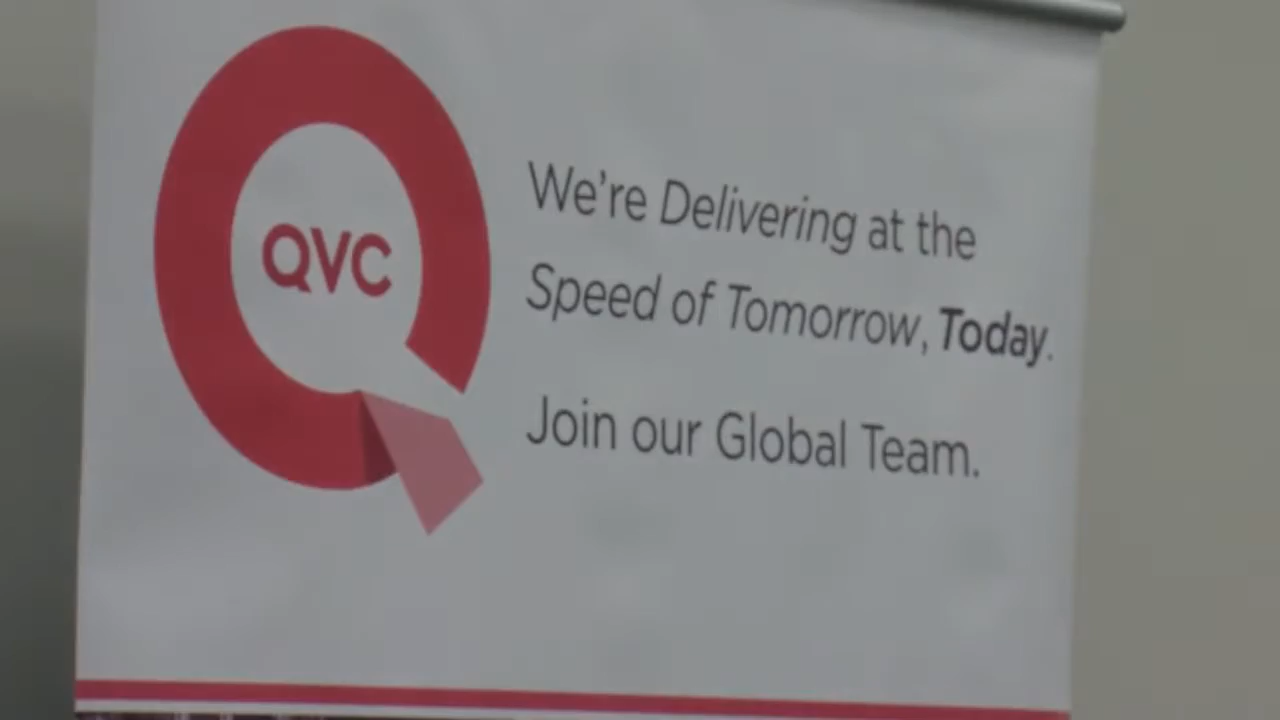 QVC
We're Delivering at the
Speed of Tomorrow, Today.
Join our Global Team.